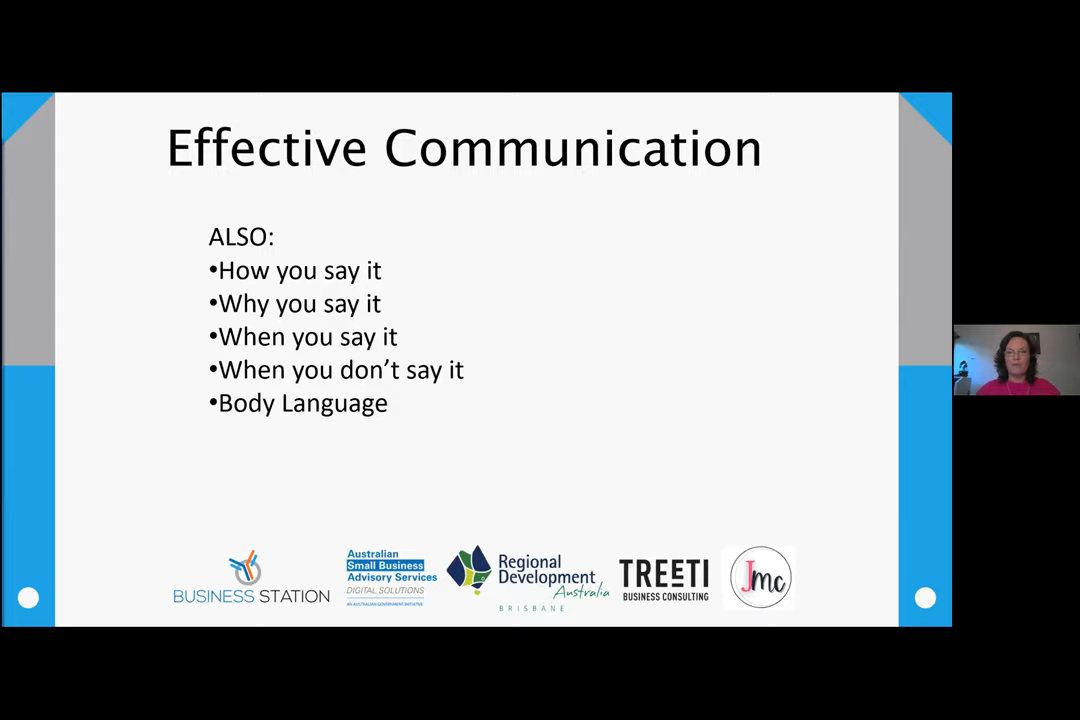 Effective Communication
ALSO:
•How you say it
•Why you say it
•When you say it
•When you don’t say it
•Body Language
BUSINESS STATION
Australian
Small Business
Advisory Services
DIGITAL SOLUTIONS
AN AUSTRALIAN GOVERNMENT INITIATIVE
Regional
Development
Australia
BRISBANE
TREETI
BUSINESS CONSULTING
Jmc